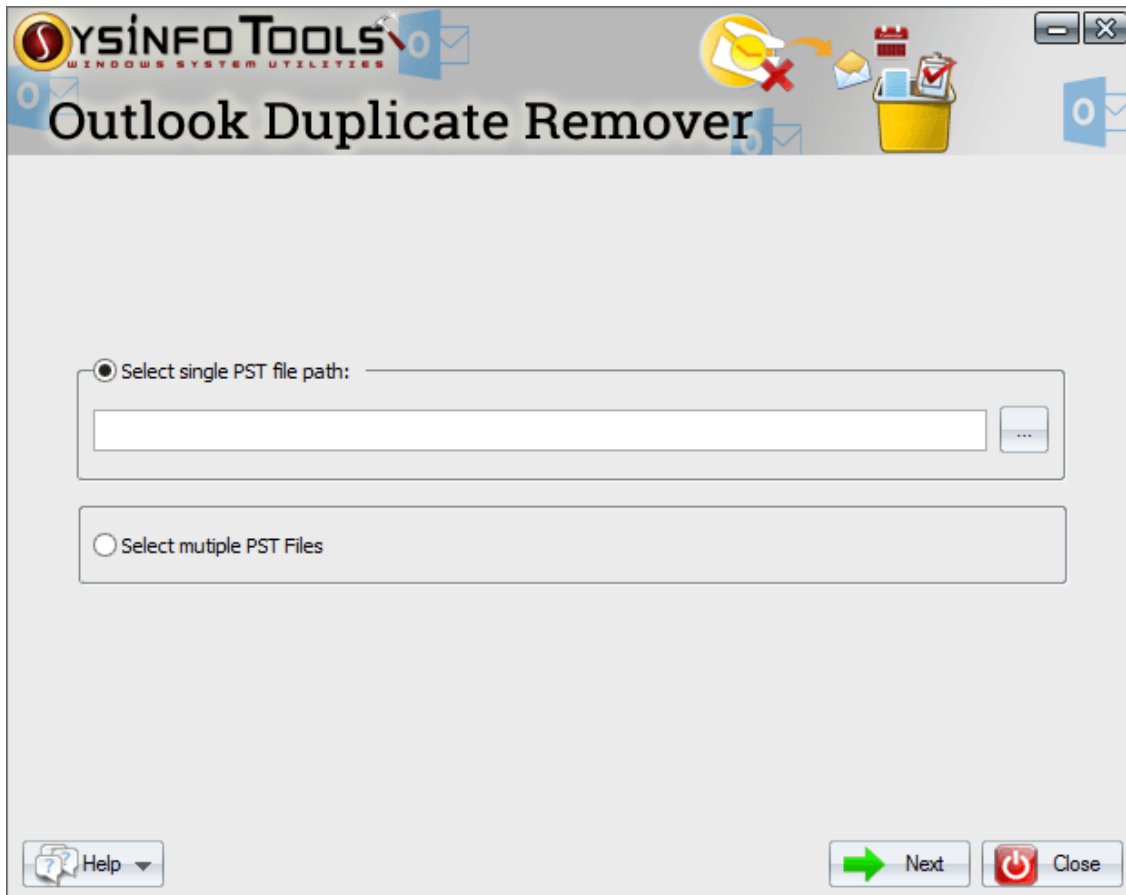 SYSINFO TOOLS
WINDOWS SYSTEM UTILITIES
Outlook Duplicate Remover
Select single PST file path:
...
Select mutiple PST Files
Help
Next
Close